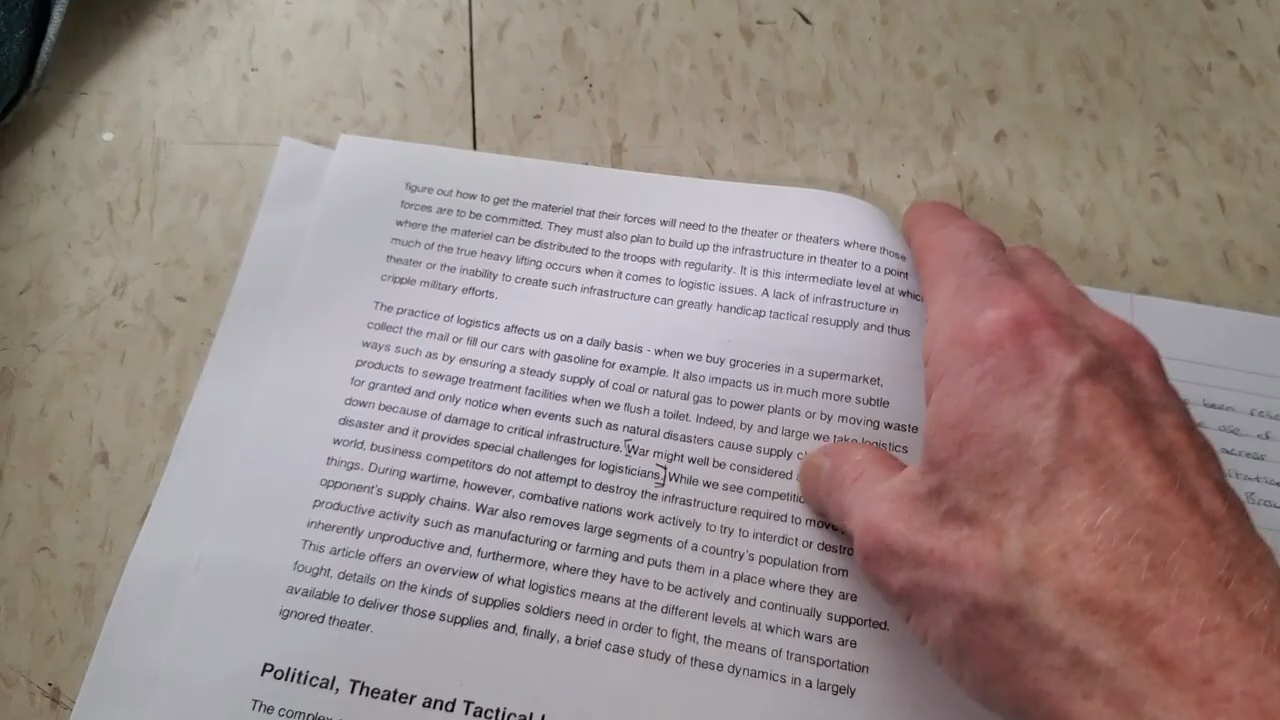 figure out how to get the materiel that their forces will need to the theater or theaters where those
forces are to be committed. They must also plan to build up the infrastructure in theater to a point
where the materiel can be distributed to the troops with regularity. It is this intermediate level at which
much of the true heavy lifting occurs when it comes to logistic issues. A lack of infrastructure in
theater or the inability to create such infrastructure can greatly handicap tactical resupply and thus
cripple military efforts.
The practice of logistics affects us on a daily basis - when we buy groceries in a supermarket,
collect the mail or fill our cars with gasoline for example. It also impacts us in much more subtle
ways such as by ensuring a steady supply of coal or natural gas to power plants or by moving waste
products to sewage treatment facilities when we flush a toilet. Indeed, by and large we take logistics
for granted and only notice when events such as natural disasters cause supply
down because of damage to critical infrastructure. [War might well be considered
disaster and it provides special challenges for logisticians.] While we see
world, business competitors do not attempt to destroy the infrastructure required to move
things. During wartime, however, combative nations work actively to try to interdict or
opponent's supply chains. War also removes large segments of a country's population from
productive activity such as manufacturing or farming and puts them in a place where they are
inherently unproductive and, furthermore, where they have to be actively and continually supported.
This article offers an overview of what logistics means at the different levels at which wars are
fought, details on the kinds of supplies soldiers need in order to fight, the means of transportation
available to deliver those supplies and, finally, a brief case study of these dynamics in a largely
ignored theater.
Political, Theater and Tactical
The
been
use of
across